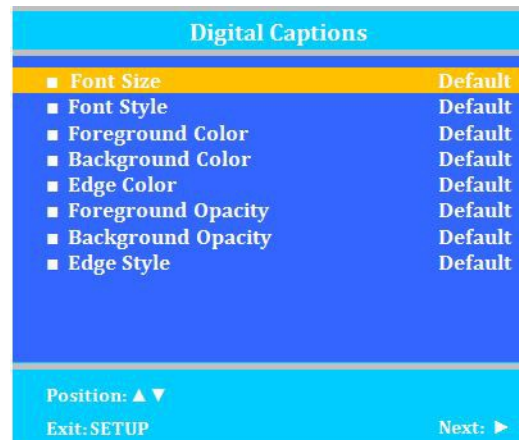 Digital Captions
■ Font Size Default
■ Font Style Default
■ Foreground Color Default
■ Background Color Default
■ Edge Color Default
■ Foreground Opacity Default
■ Background Opacity Default
■ Edge Style Default
Position: ▲ ▼
Exit: SETUP Next: ►